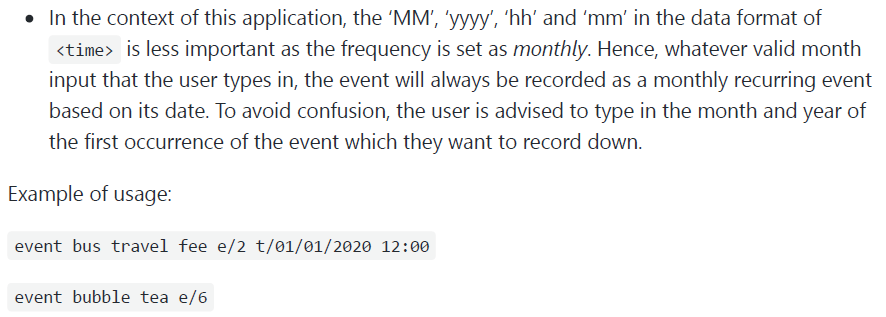 In the context of this application, the ‘MM’, ‘yyyy’, ‘hh’ and ‘mm’ in the data format of
<time> is less important as the frequency is set as monthly. Hence, whatever valid month
input that the user types in, the event will always be recorded as a monthly recurring event
based on its date. To avoid confusion, the user is advised to type in the month and year of
the first occurrence of the event which they want to record down.
Example of usage:
event bus travel fee e/2 t/01/01/2020 12:00
event bubble tea e/6